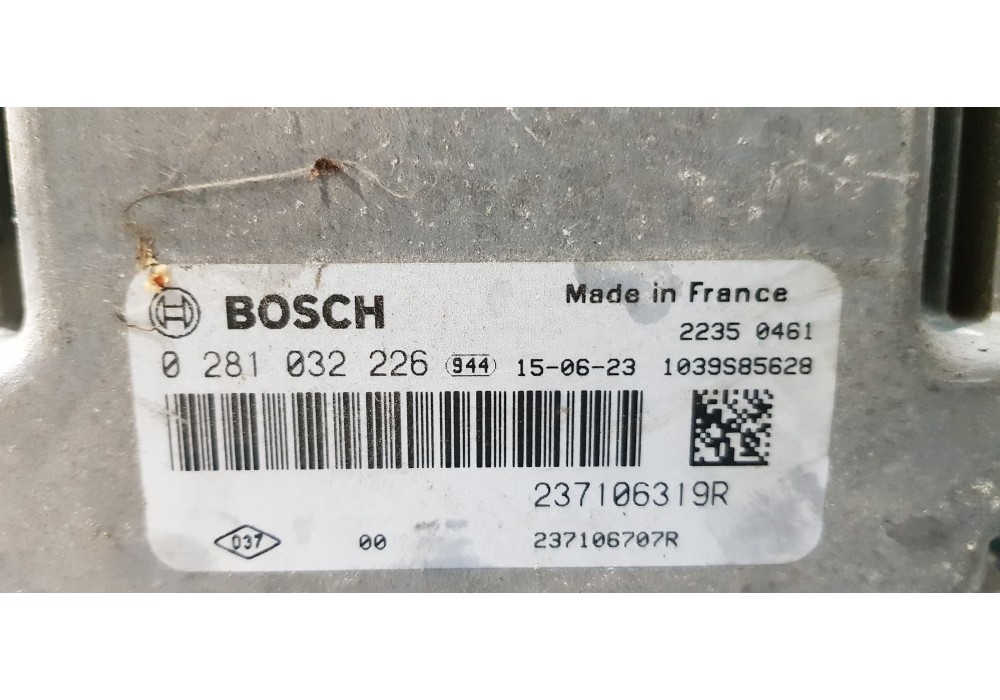 BOSCH
Made in France
2235 0461
0 281 032 226 944 15-06-23 1039S85628
237106319R
037 00 237106707R